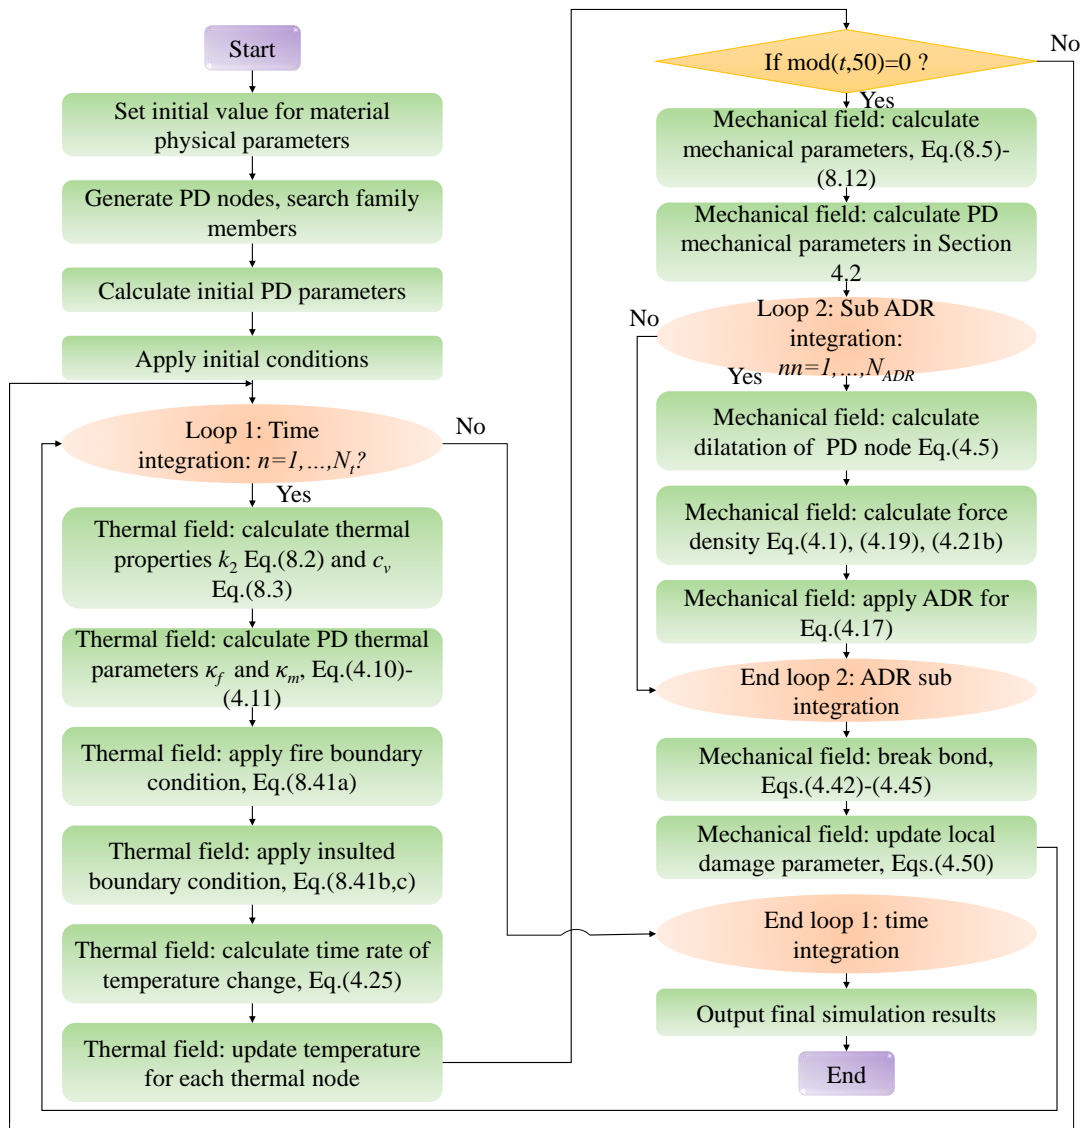 Start
Set initial value for material
physical parameters
Generate PD nodes, search family
members
Calculate initial PD parameters
Apply initial conditions
Loop 1: Time
integration: n=1,...,Nt?
No
Yes
Thermal field: calculate thermal
properties k2 Eq.(8.2) and cv
Eq.(8.3)
Thermal field: calculate PD thermal
parameters κf and κm, Eq.(4.10)-
(4.11)
Thermal field: apply fire boundary
condition, Eq.(8.41a)
Thermal field: apply insulted
boundary condition, Eq.(8.41b,c)
Thermal field: calculate time rate of
temperature change, Eq.(4.25)
Thermal field: update temperature
for each thermal node
If mod(t,50)=0 ?
No
Yes
Mechanical field: calculate
mechanical parameters, Eq.(8.5)-
(8.12)
Mechanical field: calculate PD
mechanical parameters in Section
4.2
No
Loop 2: Sub ADR
integration:
nn=1,...,NADR
Yes
Mechanical field: calculate
dilatation of PD node Eq.(4.5)
Mechanical field: calculate force
density Eq.(4.1), (4.19), (4.21b)
Mechanical field: apply ADR for
Eq.(4.17)
End loop 2: ADR sub
integration
Mechanical field: break bond,
Eqs.(4.42)-(4.45)
Mechanical field: update local
damage parameter, Eqs.(4.50)
End loop 1: time
integration
Output final simulation results
End